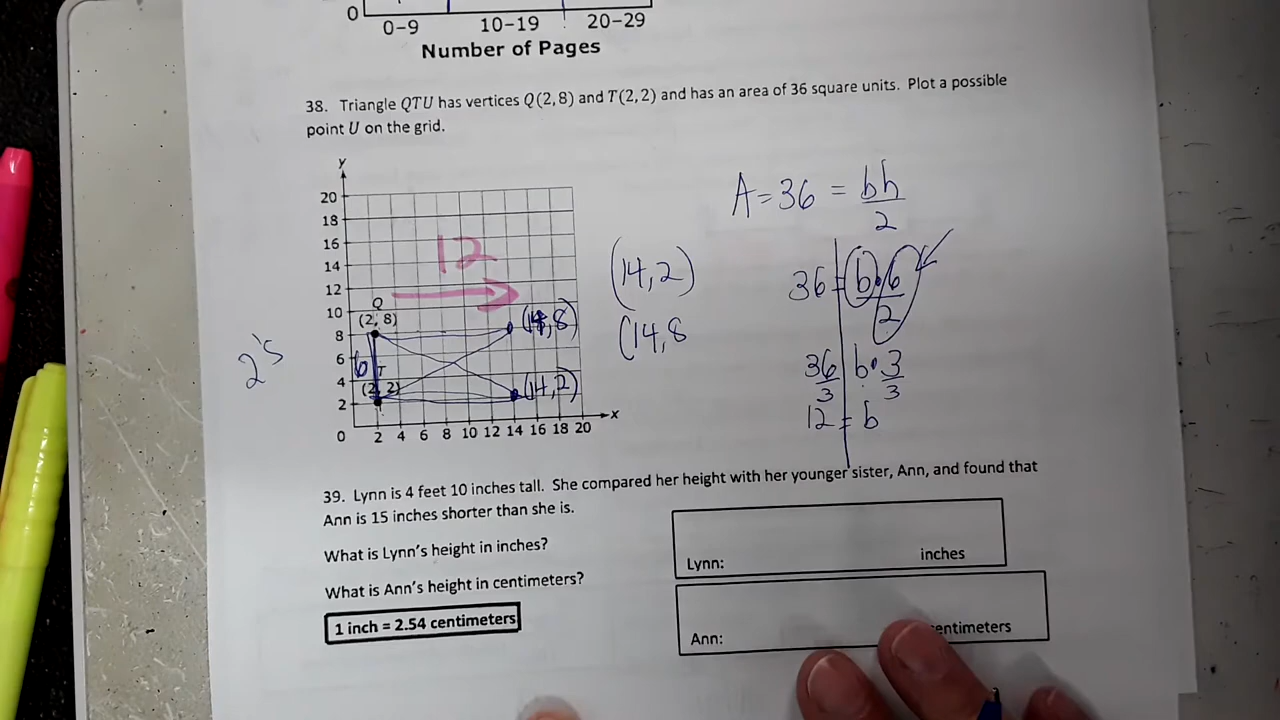 0
0-9 10-19 20-29
Number of Pages
38. Triangle QTU has vertices Q(2,8) and T(2,2) and has an area of 36 square units. Plot a possible
point U on the grid.
y
20
18
16
14
12
10
8
6
4
2
0
2 4 6 8 10 12 14 16 18 20
x
12
Q
(2, 8)
6
T
(2, 2)
(14,8)
(14,2)
2's
(14,2)
(14,8
A=36 = bh
2
36 = b·6
2
36 b·3
3 3
12 = b
39. Lynn is 4 feet 10 inches tall. She compared her height with her younger sister, Ann, and found that
Ann is 15 inches shorter than she is.
What is Lynn's height in inches?
Lynn: inches
What is Ann's height in centimeters?
1 inch = 2.54 centimeters
Ann: entimeters